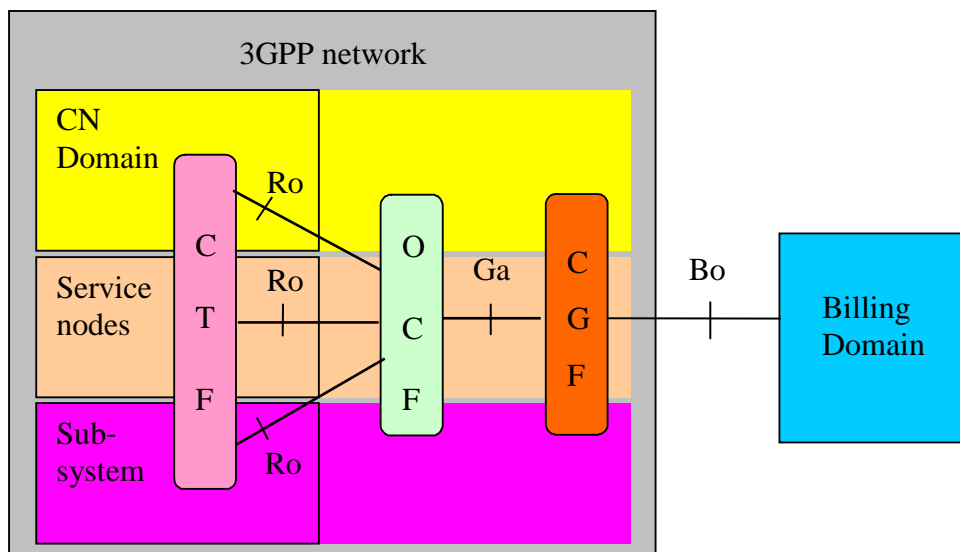 3GPP network
CN
Domain
Ro
C
T
F
O
C
F
C
G
F
Service
nodes
Ro
Ga
Bo
Billing
Domain
Sub-
system
Ro